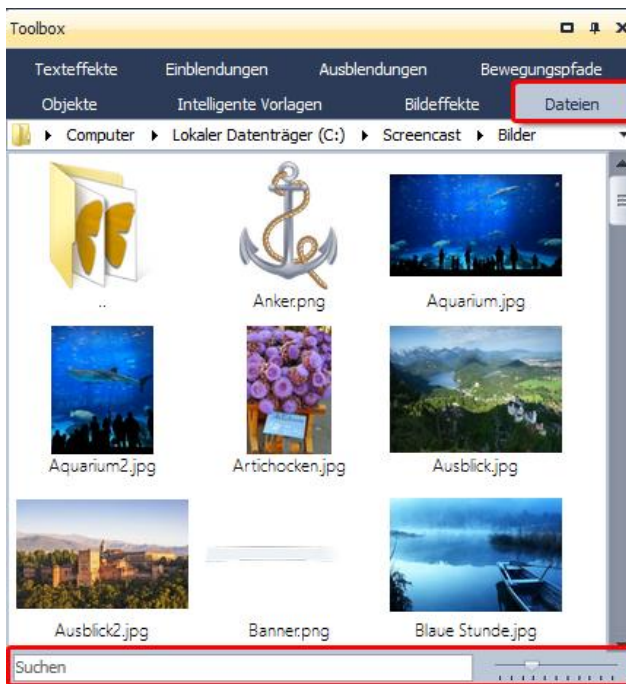 Toolbox
Texteffekte Einblendungen Ausblendungen Bewegungspfade
Objekte Intelligente Vorlagen Bildeffekte Dateien
Computer Lokaler Datenträger (C:) Screencast Bilder
.. Anker.png Aquarium.jpg
Aquarium2.jpg Artichocken.jpg Ausblick.jpg
Ausblick2.jpg Banner.png Blaue Stunde.jpg
Suchen